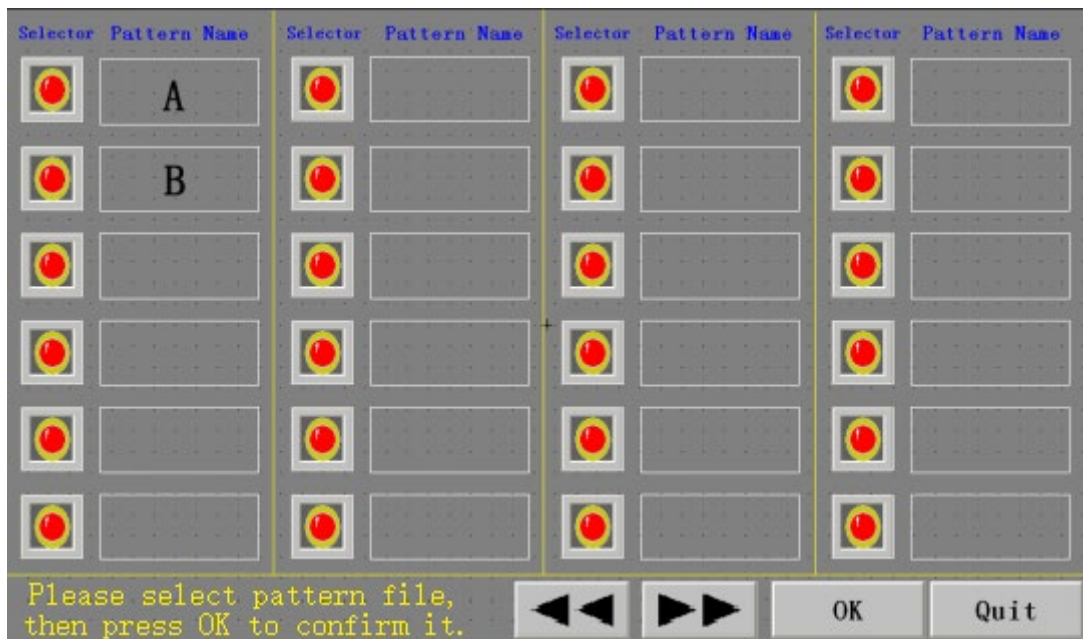 Selector Pattern Name Selector Pattern Name Selector Pattern Name Selector Pattern Name
A
B
Please select pattern file,
then press OK to confirm it.
OK
Quit